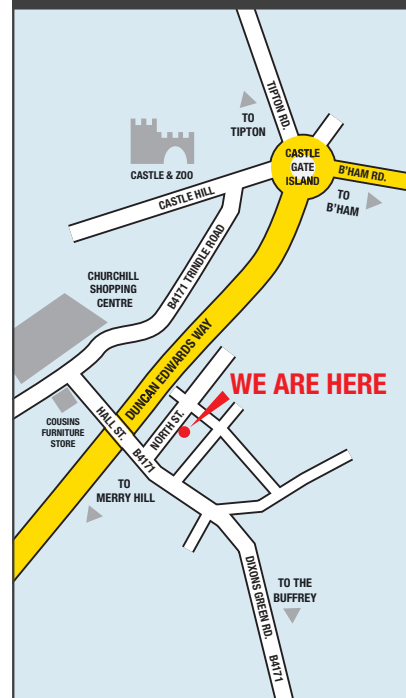 TIPTON RD.
TO
TIPTON
CASTLE
GATE
ISLAND
B'HAM RD.
CASTLE & ZOO
TO
B'HAM
CASTLE HILL
B4171 TRINDLE ROAD
CHURCHILL
SHOPPING
CENTRE
DUNCAN EDWARDS WAY
WE ARE HERE
COUSINS
FURNITURE
STORE
HALL ST.
B4171
NORTH ST.
TO
MERRY HILL
DIXONS GREEN RD.
B4171
TO THE
BUFFREY